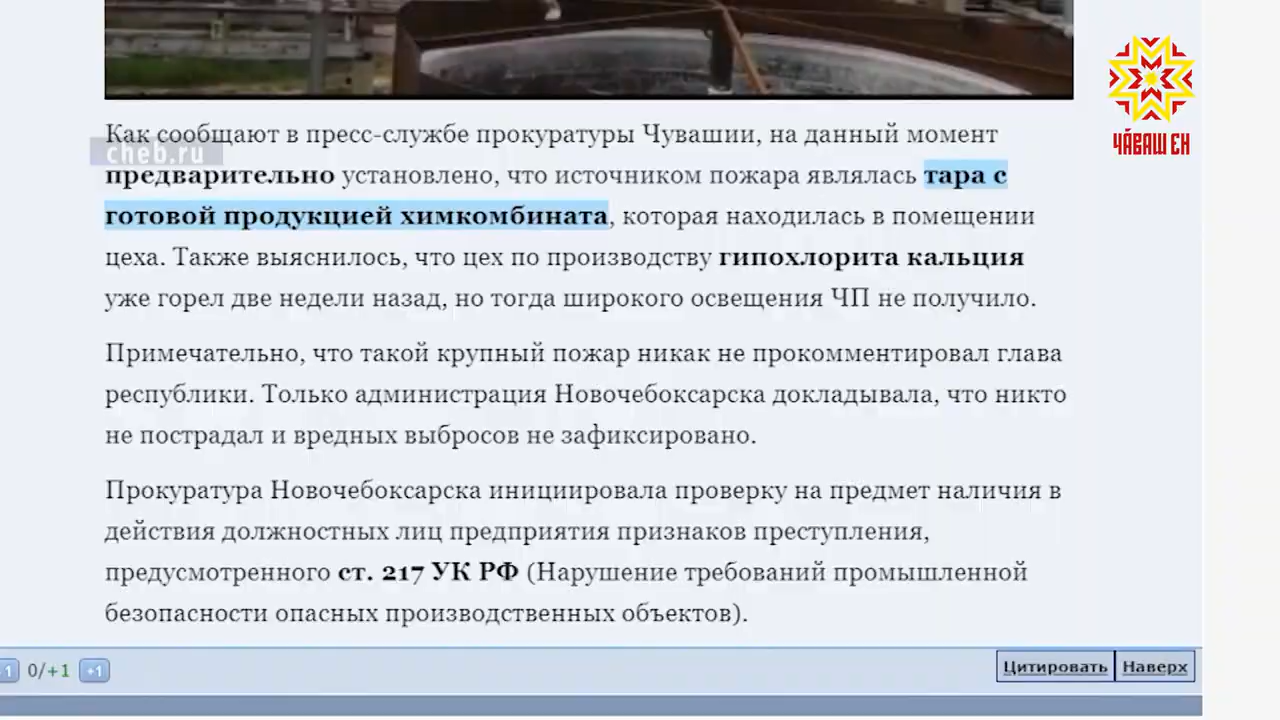 ЧӐВАШ ЕН
Как сообщают в пресс-службе прокуратуры Чувашии, на данный момент
cheb.ru
предварительно установлено, что источником пожара являлась тара с
готовой продукцией химкомбината, которая находилась в помещении
цеха. Также выяснилось, что цех по производству гипохлорита кальция
уже горел две недели назад, но тогда широкого освещения ЧП не получило.
Примечательно, что такой крупный пожар никак не прокомментировал глава
республики. Только администрация Новочебоксарска докладывала, что никто
не пострадал и вредных выбросов не зафиксировано.
Прокуратура Новочебоксарска инициировала проверку на предмет наличия в
действия должностных лиц предприятия признаков преступления,
предусмотренного ст. 217 УК РФ (Нарушение требований промышленной
безопасности опасных производственных объектов).
-1 0/+1 +1 Цитировать Наверх